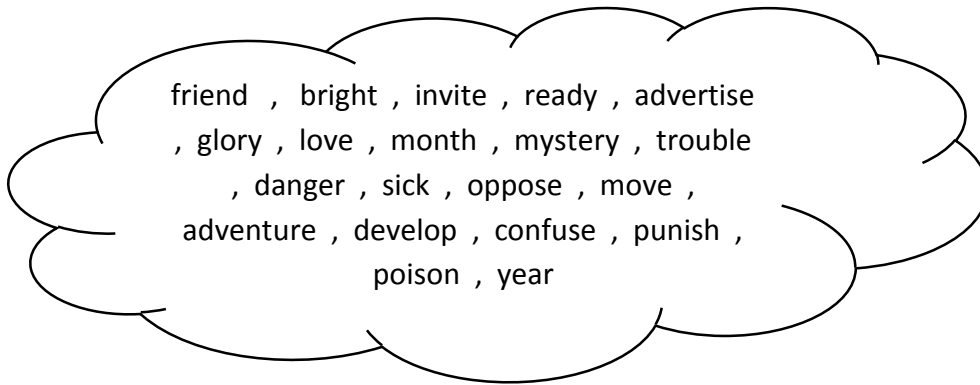 friend , bright , invite , ready , advertise
, glory , love , month , mystery , trouble
, danger , sick , oppose , move ,
adventure , develop , confuse , punish ,
poison , year